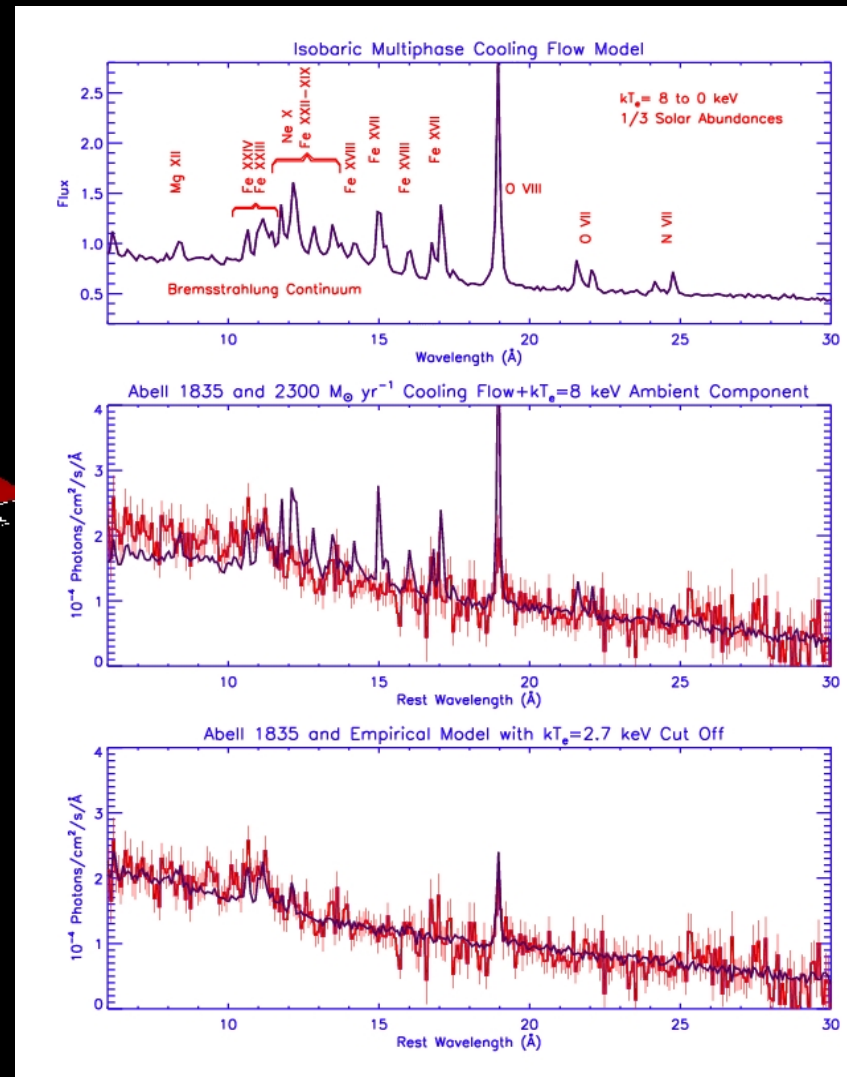 Isobaric Multiphase Cooling Flow Model
kTₑ= 8 to 0 keV
1/3 Solar Abundances
Flux
2.5
2.0
1.5
1.0
0.5
Mg XII
Fe XXIV
Fe XXIII
Ne X
Fe XXII-XIX
Fe XVIII
Fe XVII
Fe XVIII
Fe XVII
O VIII
O VII
N VII
Bremsstrahlung Continuum
10 15 20 25 30
Wavelength (Å)
Abell 1835 and 2300 M⊙ yr⁻¹ Cooling Flow+kTₑ=8 keV Ambient Component
10⁻⁴ Photons/cm²/s/Å
4
3
2
1
0
10 15 20 25 30
Rest Wavelength (Å)
Abell 1835 and Empirical Model with kTₑ=2.7 keV Cut Off
10⁻⁴ Photons/cm²/s/Å
4
3
2
1
0
10 15 20 25 30
Rest Wavelength (Å)